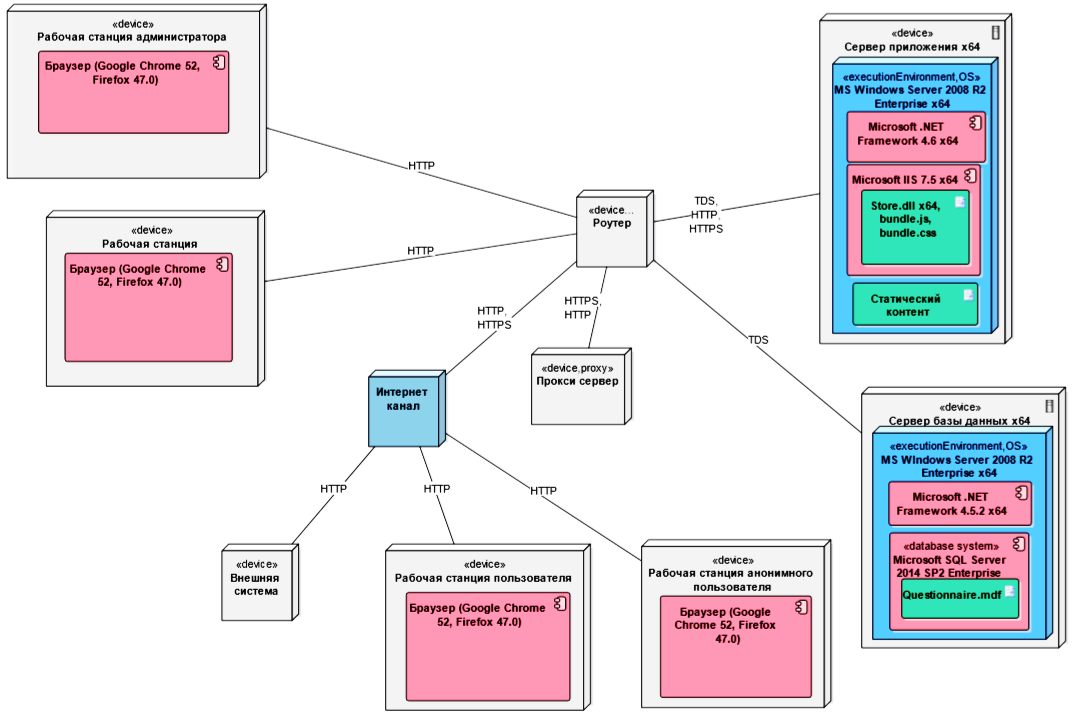 «device»
Рабочая станция администратора
Браузер (Google Chrome 52,
Firefox 47.0)
«device»
Рабочая станция
Браузер (Google Chrome
52, Firefox 47.0)
HTTP
HTTP
«device...
Роутер
TDS,
HTTP,
HTTPS
HTTP,
HTTPS
HTTPS,
HTTP
TDS
«device»
Сервер приложения x64
«executionEnvironment,OS»
MS Windows Server 2008 R2
Enterprise x64
Microsoft .NET
Framework 4.6 x64
Microsoft IIS 7.5 x64
Store.dll x64,
bundle.js,
bundle.css
Статический
контент
«device,proxy»
Прокси сервер
Интернет
канал
HTTP
HTTP
HTTP
«device»
Сервер базы данных x64
«executionEnvironment,OS»
MS WIndows Server 2008 R2
Enterprise x64
Microsoft .NET
Framework 4.5.2 x64
«database system»
Microsoft SQL Server
2014 SP2 Enterprise
Questionnaire.mdf
«device»
Внешняя
система
«device»
Рабочая станция пользователя
Браузер (Google Chrome
52, Firefox 47.0)
«device»
Рабочая станция анонимного
пользователя
Браузер (Google
Chrome 52, Firefox
47.0)